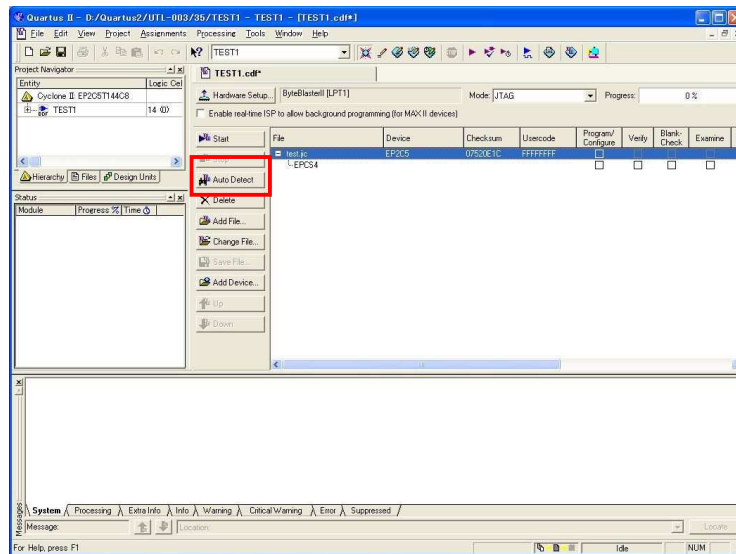 Quartus II - D:/Quartus2/UTL-003/35/TEST1 - TEST1 - [TEST1.cdf*]
File Edit View Project Assignments Processing Tools Window Help
TEST1
Project Navigator
Entity Logic Cel
Cyclone II: EP2C5T144C8
TEST1 14 (0)
Hierarchy Files Design Units
Status
Module Progress % Time
TEST1.cdf*
Hardware Setup... ByteBlasterII [LPT1] Mode: JTAG Progress: 0 %
Enable real-time ISP to allow background programming (for MAX II devices)
Start
Stop
Auto Detect
Delete
Add File...
Change File...
Save File...
Add Device...
Up
Down
File Device Checksum Usercode Program/Configure Verify Blank-Check Examine
test.jic EP2C5 07520E1C FFFFFFFF
EPCS4
Messages
System Processing Extra Info Info Warning Critical Warning Error Suppressed
Message: Location: Locate
For Help, press F1 Idle NUM